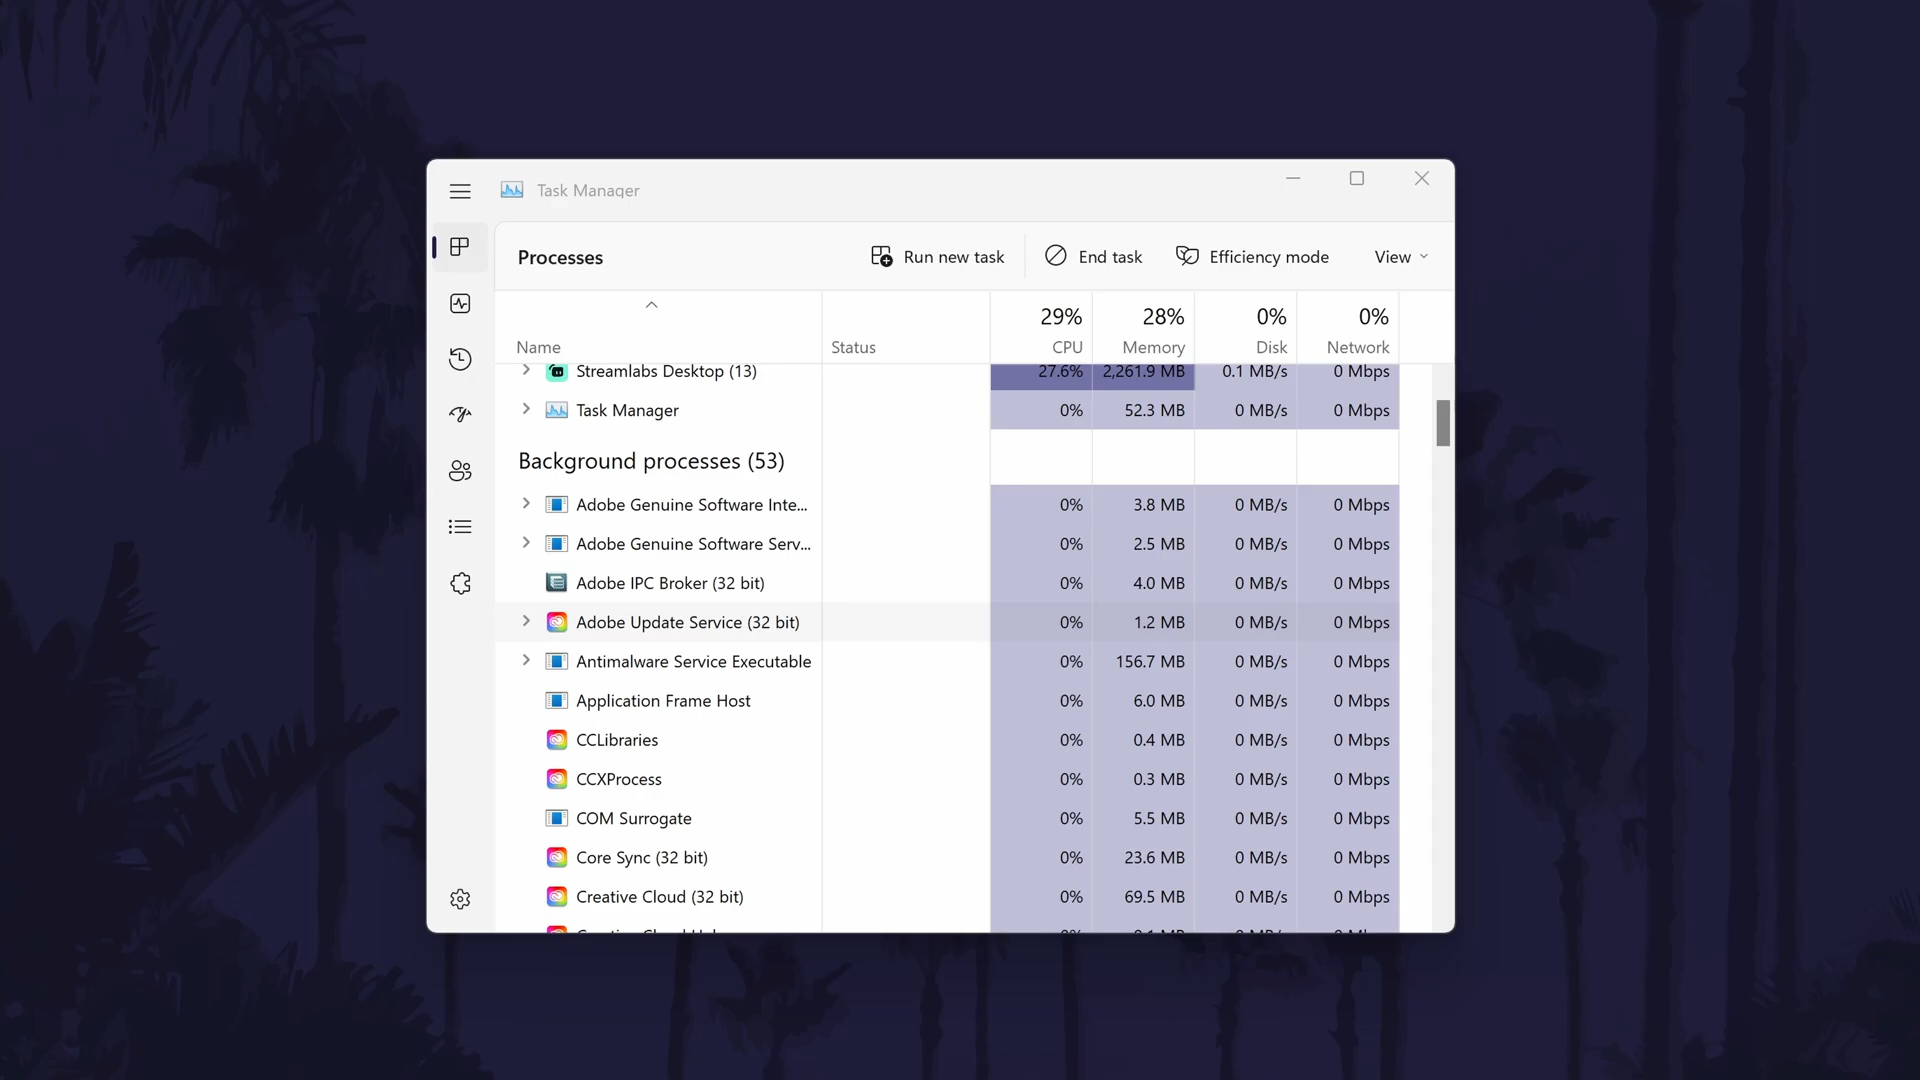 Task Manager
Processes
Run new task
End task
Efficiency mode
View
29% 28% 0% 0%
Name Status CPU Memory Disk Network
Streamlabs Desktop (13) 27.6% 2,261.9 MB 0.1 MB/s 0 Mbps
Task Manager 0% 52.3 MB 0 MB/s 0 Mbps
Background processes (53)
Adobe Genuine Software Inte... 0% 3.8 MB 0 MB/s 0 Mbps
Adobe Genuine Software Serv... 0% 2.5 MB 0 MB/s 0 Mbps
Adobe IPC Broker (32 bit) 0% 4.0 MB 0 MB/s 0 Mbps
Adobe Update Service (32 bit) 0% 1.2 MB 0 MB/s 0 Mbps
Antimalware Service Executable 0% 156.7 MB 0 MB/s 0 Mbps
Application Frame Host 0% 6.0 MB 0 MB/s 0 Mbps
CCLibraries 0% 0.4 MB 0 MB/s 0 Mbps
CCXProcess 0% 0.3 MB 0 MB/s 0 Mbps
COM Surrogate 0% 5.5 MB 0 MB/s 0 Mbps
Core Sync (32 bit) 0% 23.6 MB 0 MB/s 0 Mbps
Creative Cloud (32 bit) 0% 69.5 MB 0 MB/s 0 Mbps